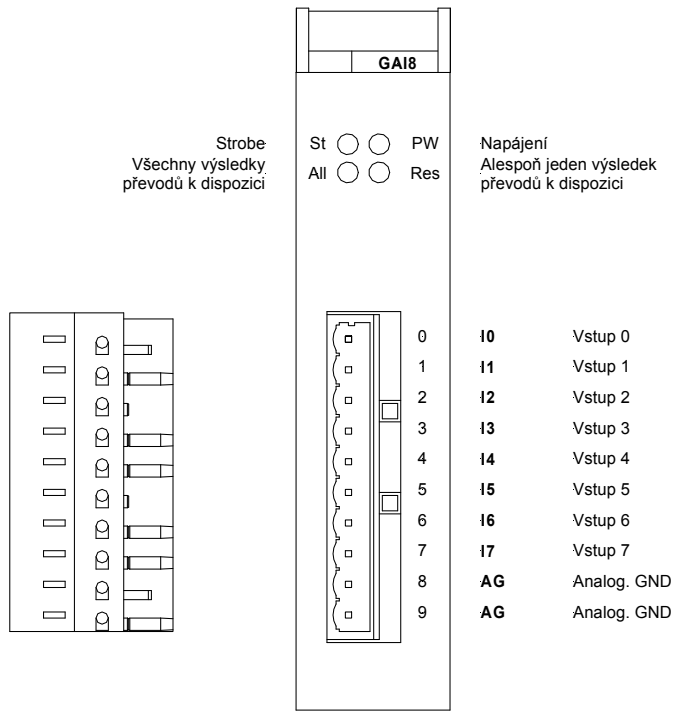 GAI8
Strobe St PW Napájení
Všechny výsledky
převodů k dispozici
All Res
Alespoň jeden výsledek
převodů k dispozici
0 I0 Vstup 0
1 I1 Vstup 1
2 I2 Vstup 2
3 I3 Vstup 3
4 I4 Vstup 4
5 I5 Vstup 5
6 I6 Vstup 6
7 I7 Vstup 7
8 AG Analog. GND
9 AG Analog. GND